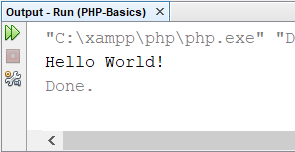 Output - Run (PHP-Basics)
"C:\xampp\php\php.exe" "D
Hello World!
Done.